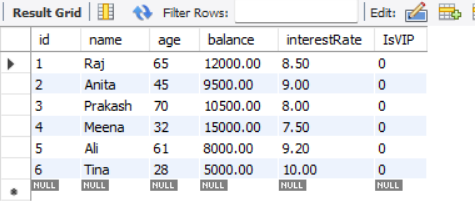 Result Grid Filter Rows: Edit:
id name age balance interestRate IsVIP
1 Raj 65 12000.00 8.50 0
2 Anita 45 9500.00 9.00 0
3 Prakash 70 10500.00 8.00 0
4 Meena 32 15000.00 7.50 0
5 Ali 61 8000.00 9.20 0
6 Tina 28 5000.00 10.00 0
NULL NULL NULL NULL NULL NULL